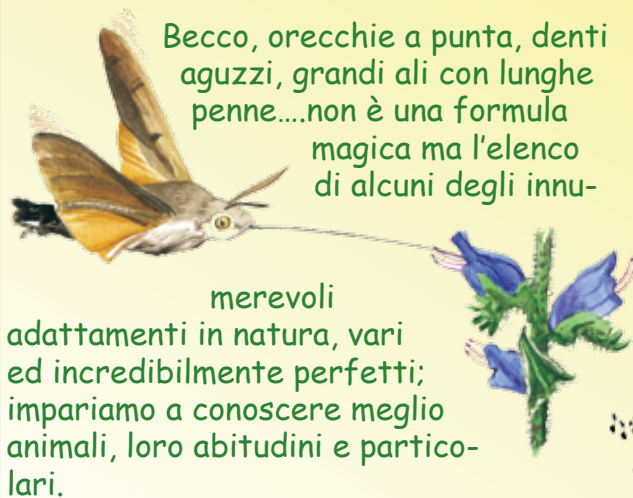 Becco, orecchie a punta, denti
aguzzi, grandi ali con lunghe
penne....non è una formula
magica ma l'elenco
di alcuni degli innu-
merevoli
adattamenti in natura, vari
ed incredibilmente perfetti;
impariamo a conoscere meglio
animali, loro abitudini e partico-
lari.